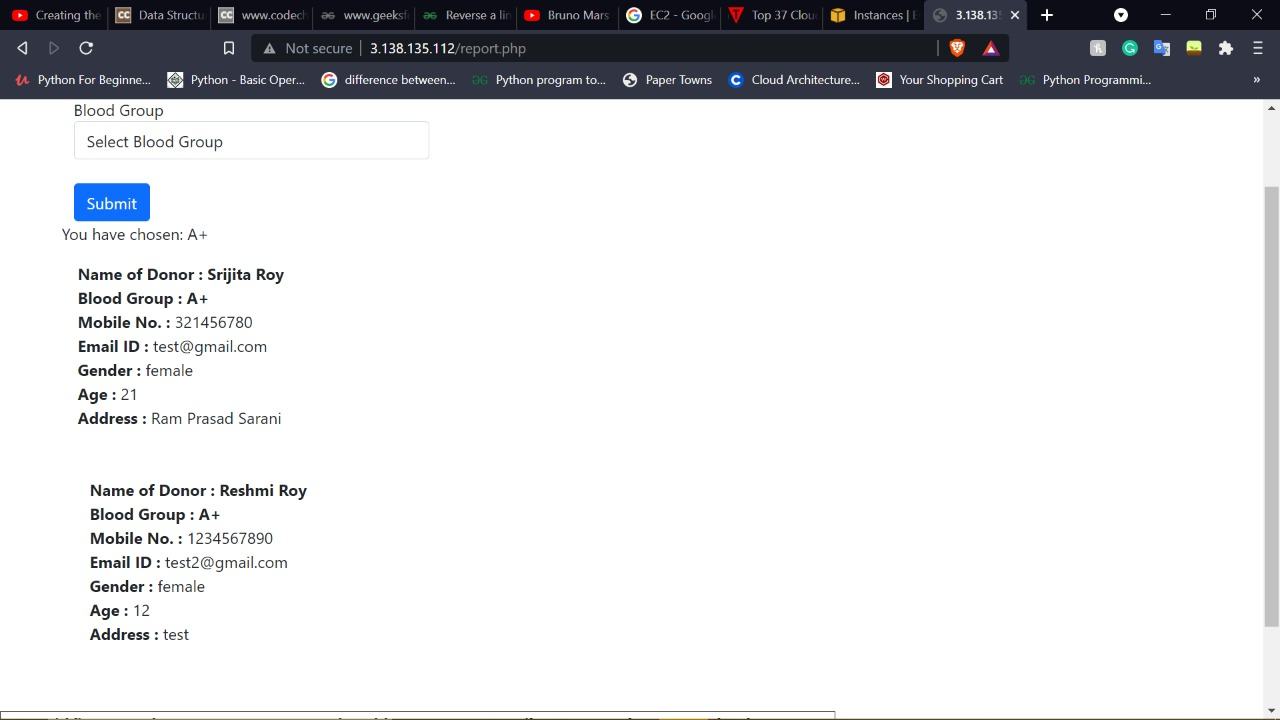 Creating the
Data Structu
www.codech
www.geeksf
Reverse a lin
Bruno Mars
EC2 - Googl
Top 37 Clou
Instances | E
3.138.135
Not secure
3.138.135.112/report.php
Python For Beginne...
Python - Basic Oper...
difference between...
Python program to...
Paper Towns
Cloud Architecture...
Your Shopping Cart
Python Programmi...
»
Blood Group
Select Blood Group
Submit
You have chosen: A+
Name of Donor : Srijita Roy
Blood Group : A+
Mobile No. : 321456780
Email ID : test@gmail.com
Gender : female
Age : 21
Address : Ram Prasad Sarani
Name of Donor : Reshmi Roy
Blood Group : A+
Mobile No. : 1234567890
Email ID : test2@gmail.com
Gender : female
Age : 12
Address : test